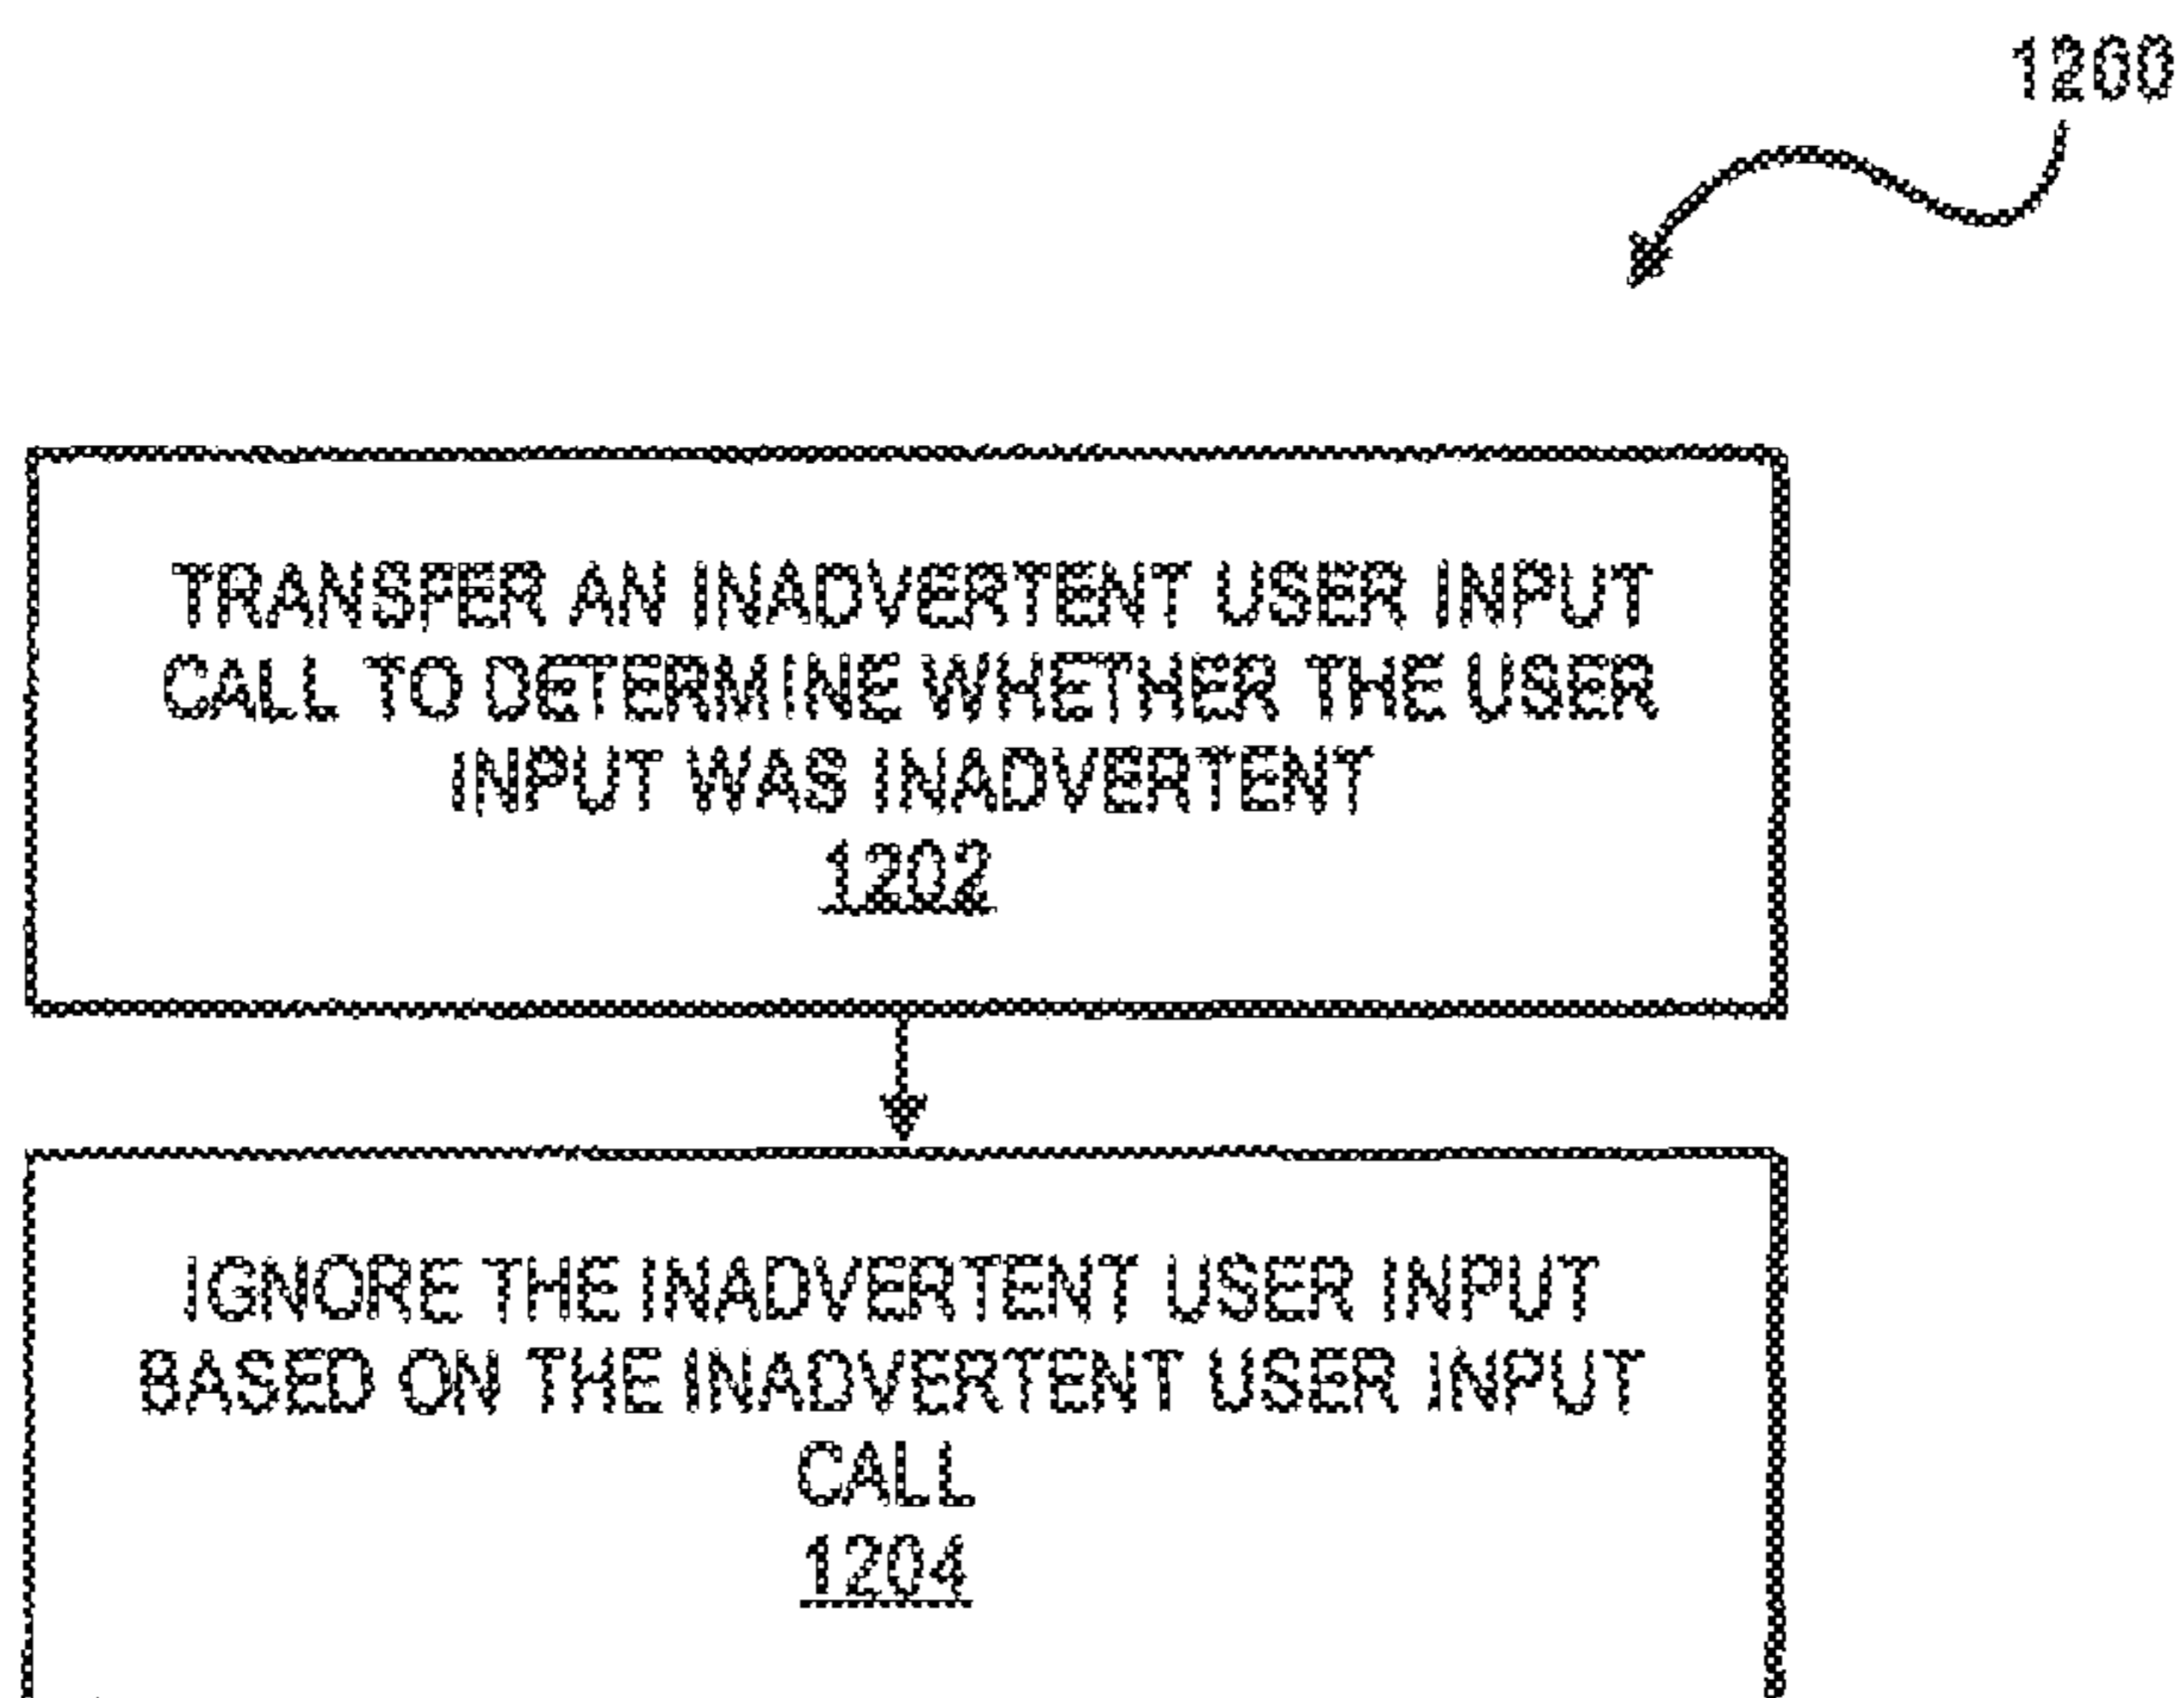 1200
TRANSFER AN INADVERTENT USER INPUT
CALL TO DETERMINE WHETHER THE USER
INPUT WAS INADVERTENT
1202
IGNORE THE INADVERTENT USER INPUT
BASED ON THE INADVERTENT USER INPUT
CALL
1204